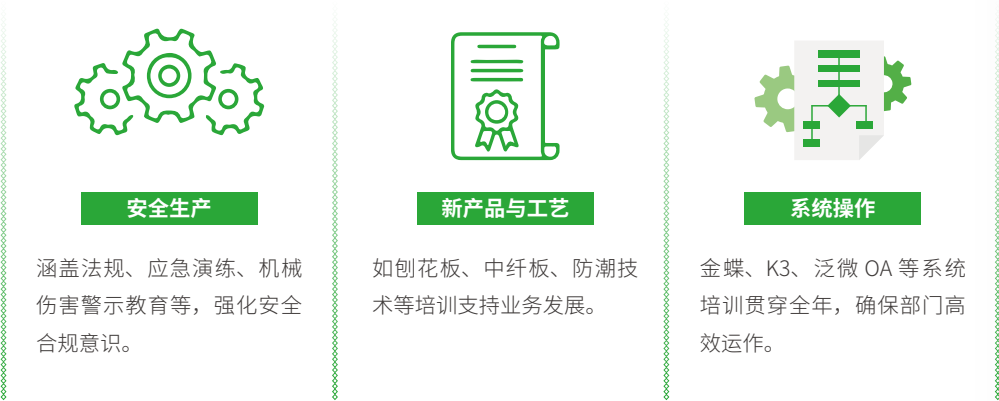 安全生产
涵盖法规、应急演练、机械
伤害警示教育等，强化安全
合规意识。
新产品与工艺
如刨花板、中纤板、防潮技
术等培训支持业务发展。
系统操作
金蝶、K3、泛微 OA 等系统
培训贯穿全年，确保部门高
效运作。